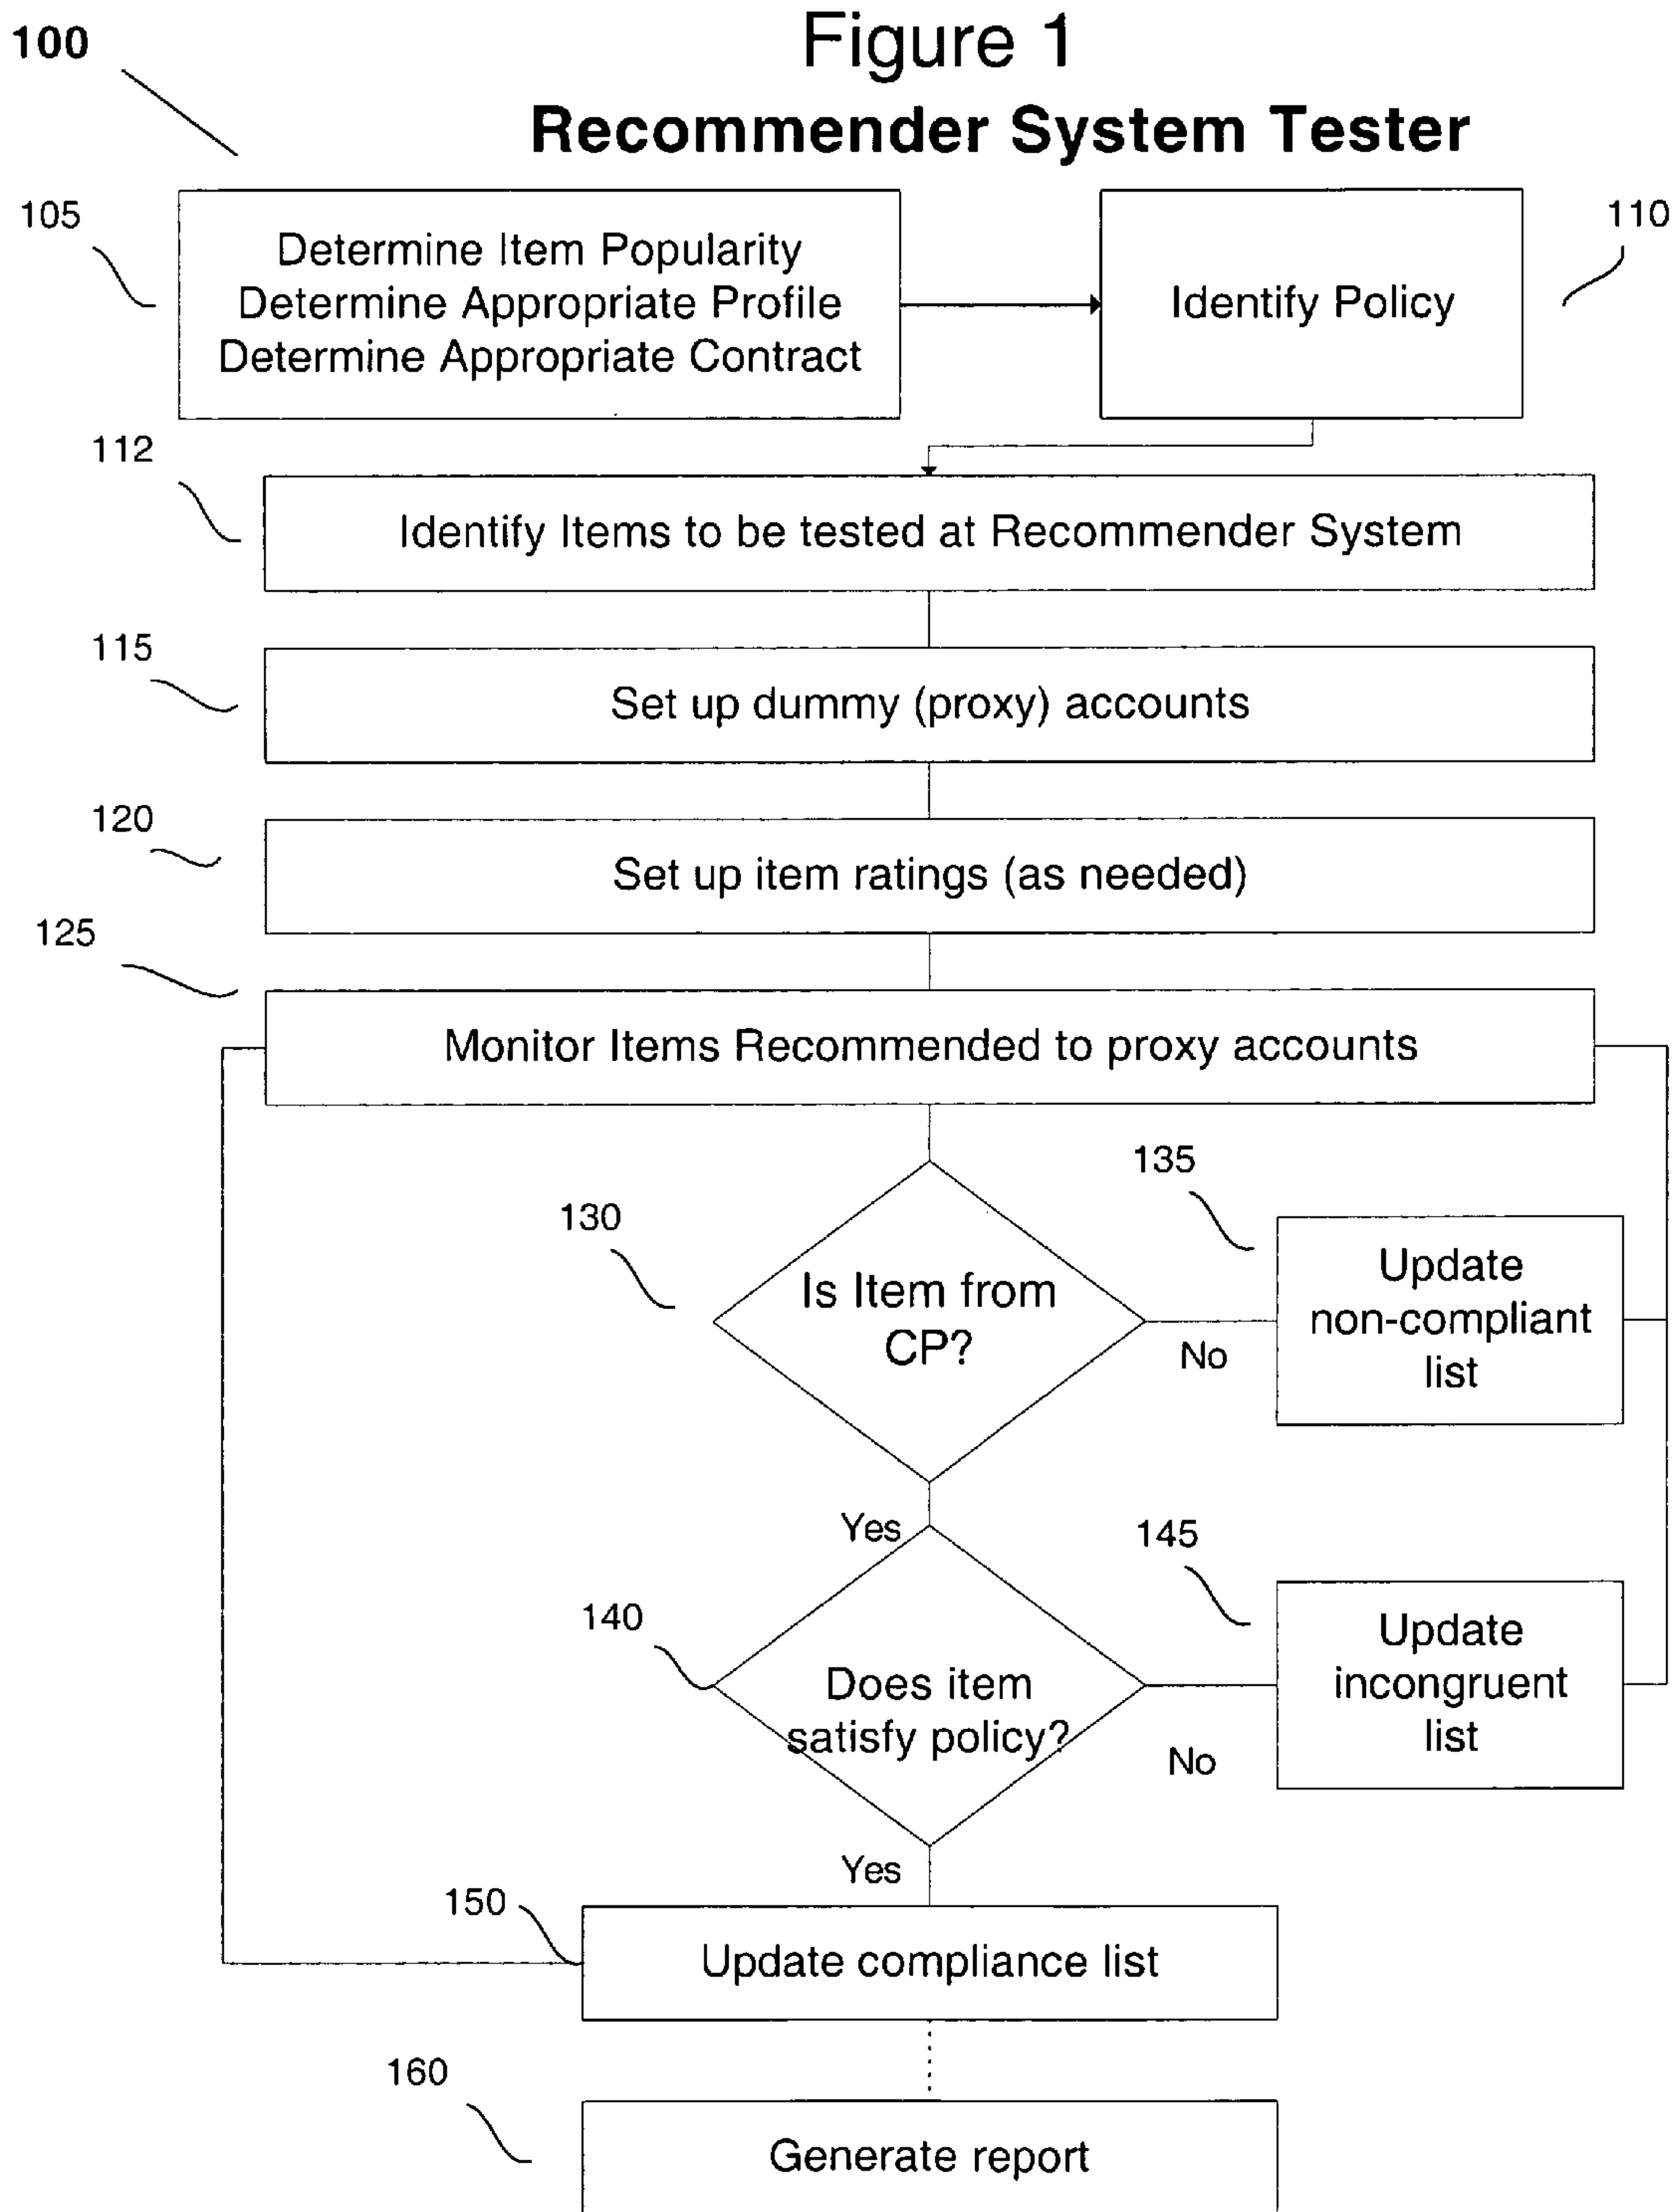 100
Figure 1
Recommender System Tester
105
Determine Item Popularity
Determine Appropriate Profile
Determine Appropriate Contract
Identify Policy
110
112
Identify Items to be tested at Recommender System
115
Set up dummy (proxy) accounts
120
Set up item ratings (as needed)
125
Monitor Items Recommended to proxy accounts
130
Is Item from
CP?
No
135
Update
non-compliant
list
Yes
140
Does item
satisfy policy?
No
145
Update
incongruent
list
Yes
150
Update compliance list
160
Generate report